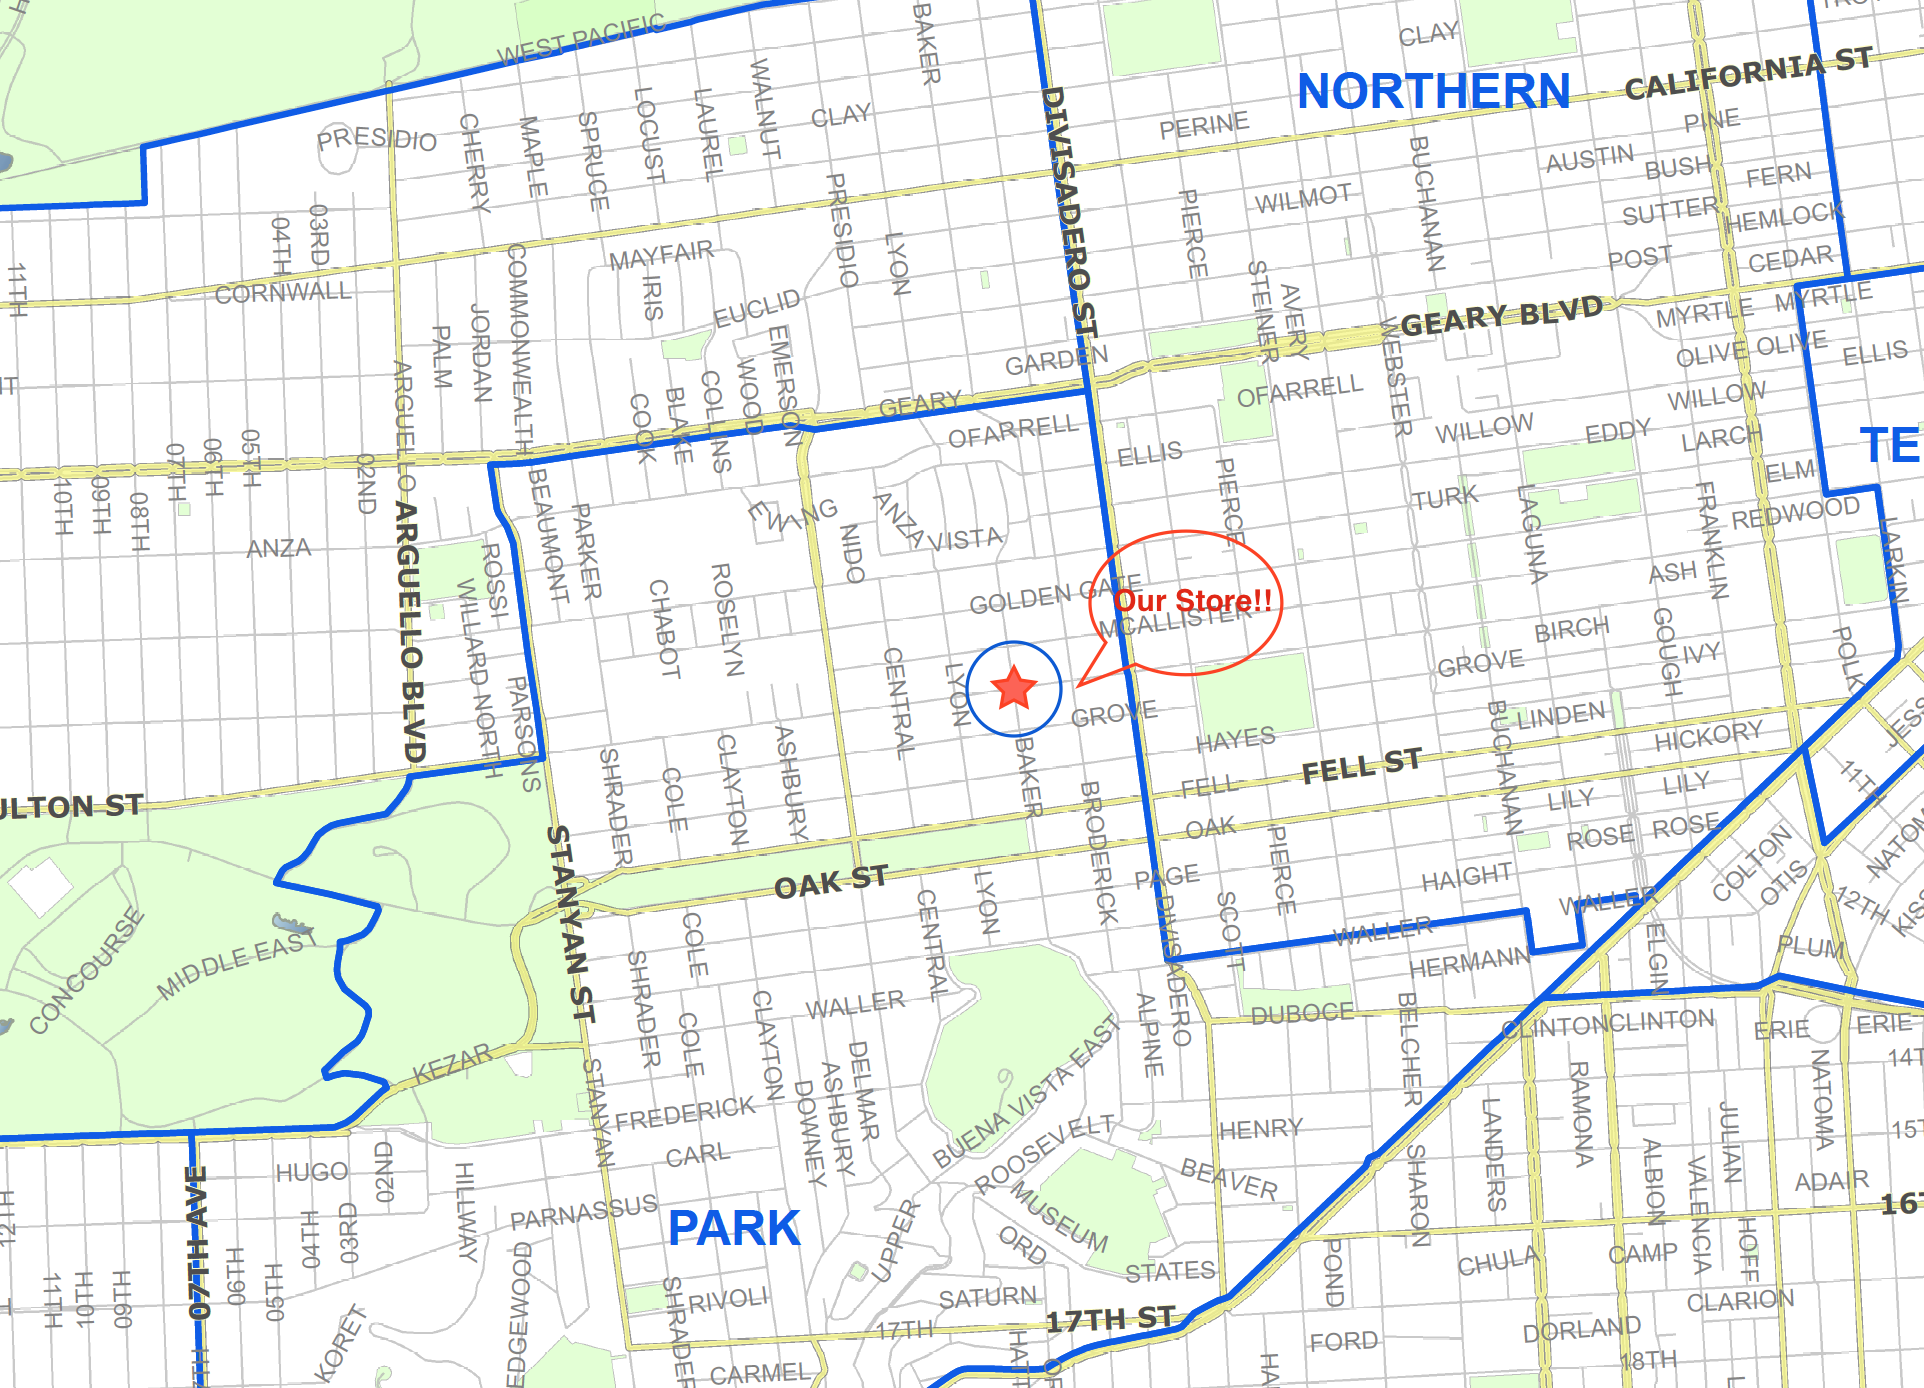 WEST PACIFIC
BAKER
CLAY
NORTHERN
CALIFORNIA ST
PRESIDIO
CHERRY
MAPLE
SPRUCE
LOCUST
LAUREL
WALNUT
CLAY
DIVISADERO ST
PERINE
PINE
AUSTIN
BUSH
FERN
BUCHANAN
04TH
03RD
PRESIDIO
LYON
PIERCE
WILMOT
SUTTER
HEMLOCK
POST
CEDAR
11TH
CORNWALL
COMMONWEALTH
MAYFAIR
IRIS
EUCLID
STEINER
AVERY
GEARY BLVD
MYRTLE
MYRTLE
PALM
JORDAN
ARGUELLO
EMERSON
WOOD
COLLINS
BLAKE
COOK
GARDEN
GEARY
OFARRELL
OFARRELL
WEBSTER
OLIVE
OLIVE
ELLIS
WILLOW
WILLOW
EDDY
LARCH
TE
07TH
06TH
05TH
02ND
10TH
09TH
08TH
ELLIS
PIERCE
TURK
LAGUNA
ELM
FRANKLIN
REDWOOD
LARKIN
BEAUMONT
PARKER
EWING
NIDO
ANZA
VISTA
ANZA
ARGUELLO BLVD
ROSSI
WILLARD NORTH
CHABOT
ROSELYN
GOLDEN GATE
MCALLISTER
Our Store!!
ASH
BIRCH
GOUGH
IVY
POLK
GROVE
PARSONS
CENTRAL
LYON
GROVE
HAYES
BUCHANAN
LINDEN
HICKORY
JESS
SHRADER
COLE
CLAYTON
ASHBURY
BAKER
BRODERICK
FELL
FELL ST
LILY
LILY
11TH
ULTON ST
OAK
PIERCE
ROSE
ROSE
COLTON
OTIS
NATOM
STANYAN ST
OAK ST
PAGE
HAIGHT
WALLER
12TH
KISS
CONCOURSE
MIDDLE EAST
COLE
CENTRAL
LYON
DIVISADERO
SCOTT
WALLER
HERMANN
ELGIN
PLUM
SHRADER
COLE
CLAYTON
WALLER
ALPINE
DUBOCE
BELCHER
CLINTON
CLINTON
ERIE
ERIE
KEZAR
STANYAN
DELMAR
ASHBURY
DOWNEY
BUENA VISTA EAST
RAMONA
NATOMA
14T
FREDERICK
CARL
ROOSEVELT
HENRY
LANDERS
JULIAN
15T
HUGO
02ND
HILLWAY
PARNASSUS
PARK
UPPER
MUSEUM
ORD
BEAVER
SHARON
ALBION
VALENCIA
ADAIR
16T
12TH
07TH AVE
04TH
03RD
06TH
05TH
11TH
10TH
09TH
EDGEWOOD
KORET
SHRADER
RIVOLI
SATURN
STATES
POND
CHULA
CAMP
HOFF
CLARION
17TH
17TH ST
FORD
DORLAND
18TH
CARMEL